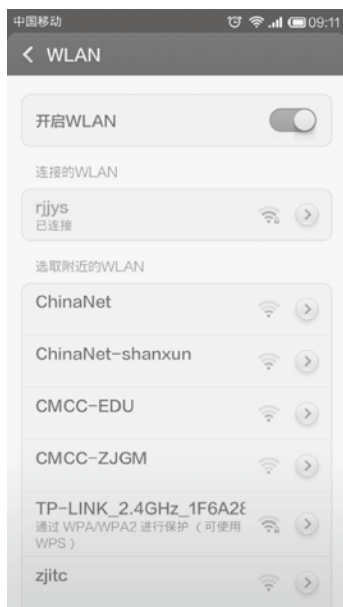 中国移动 09:11
WLAN
开启WLAN
连接的WLAN
rjjys
已连接
选取附近的WLAN
ChinaNet
ChinaNet-shanxun
CMCC-EDU
CMCC-ZJGM
TP-LINK_2.4GHz_1F6A28
通过 WPA/WPA2 进行保护（可使用
WPS）
zjitc